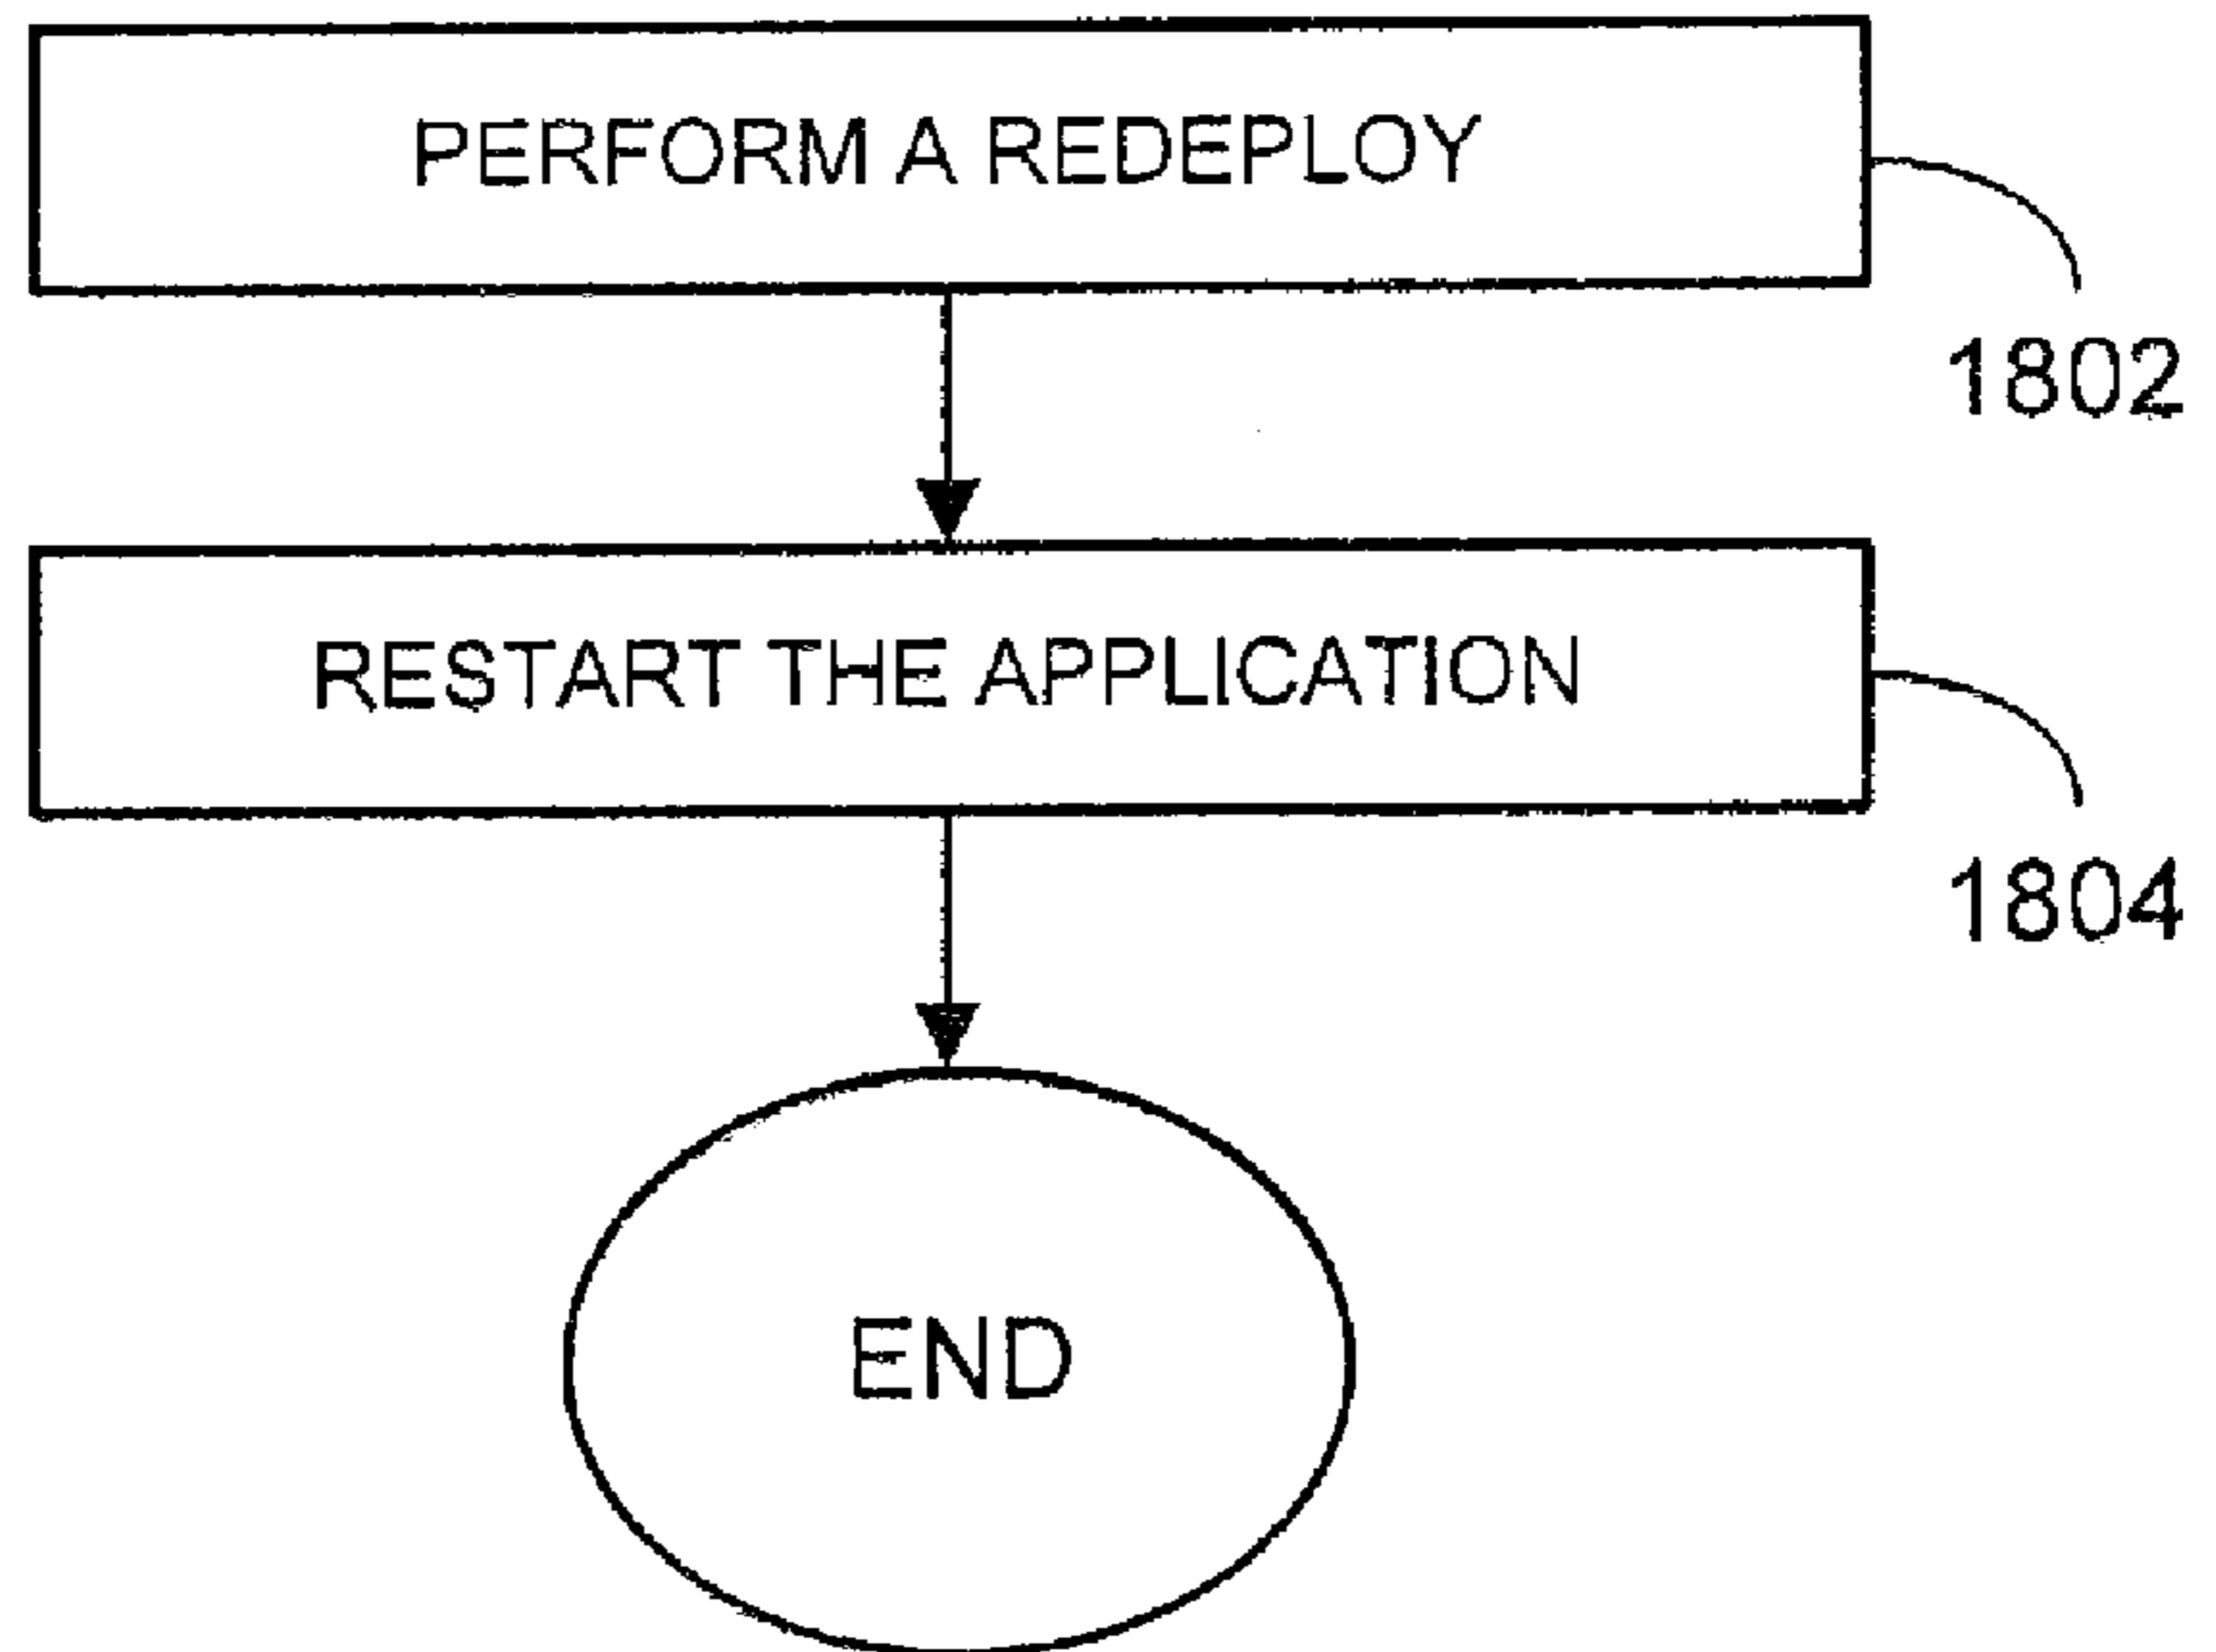 PERFORM A REDEPLOY
1802
RESTART THE APPLICATION
1804
END